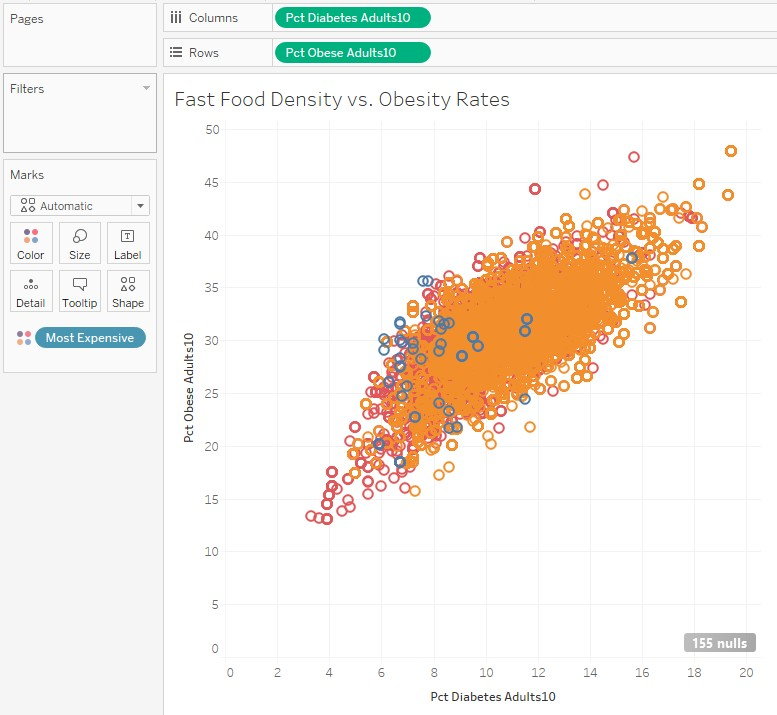 Pages
Columns
Pct Diabetes Adults10
Rows
Pct Obese Adults10
Filters
Marks
Automatic
Color
Size
Label
Detail
Tooltip
Shape
Most Expensive
Fast Food Density vs. Obesity Rates
Pct Obese Adults10
50
45
40
35
30
25
20
15
10
5
0
155 nulls
0 2 4 6 8 10 12 14 16 18 20
Pct Diabetes Adults10